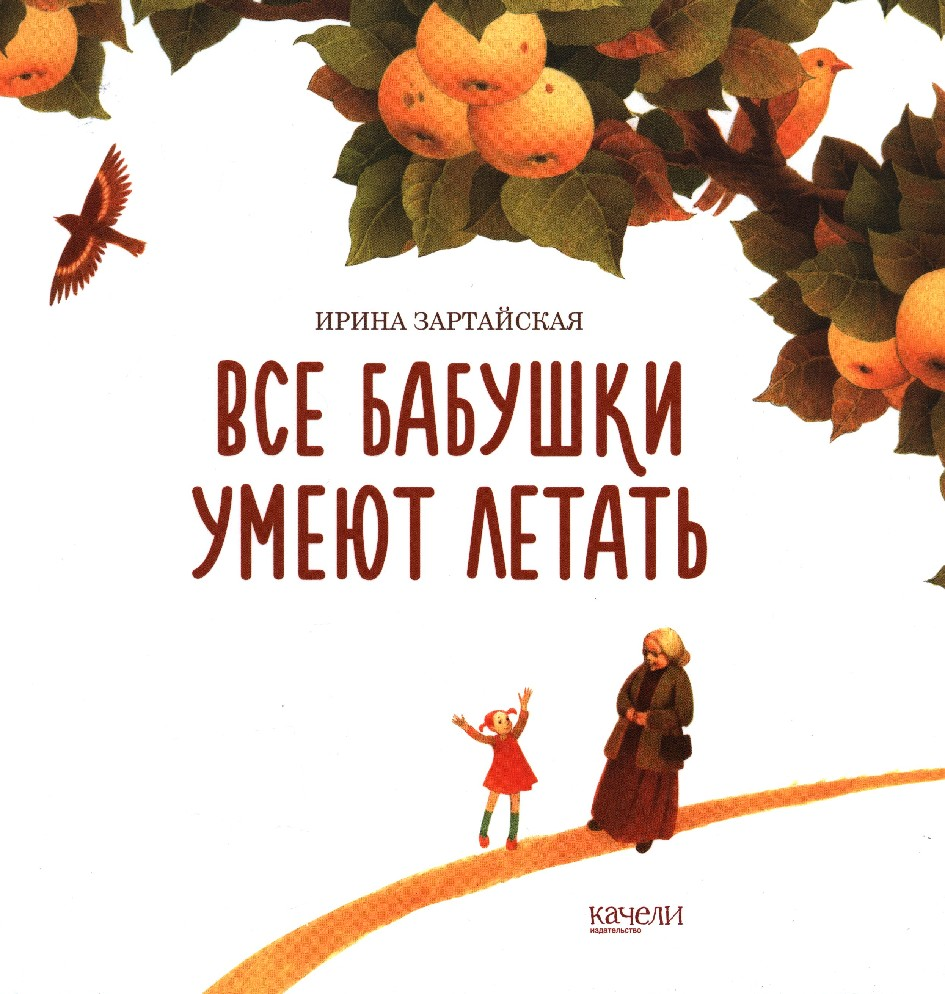 ИРИНА ЗАРТАЙСКАЯ
ВСЕ БАБУШКИ
УМЕЮТ ЛЕТАТЬ
качели
издательство